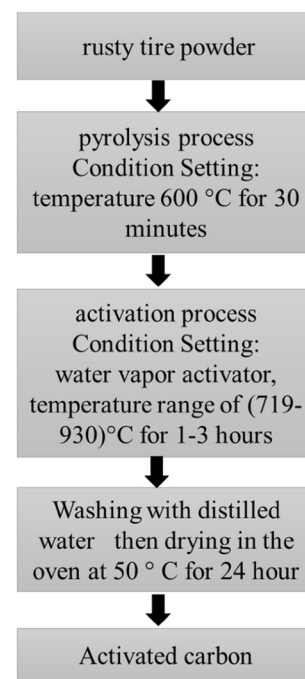 rusty tire powder
pyrolysis process
Condition Setting:
temperature 600 °C for 30
minutes
activation process
Condition Setting:
water vapor activator,
temperature range of (719-
930)°C for 1-3 hours
Washing with distilled
water then drying in the
oven at 50 ° C for 24 hour
Activated carbon